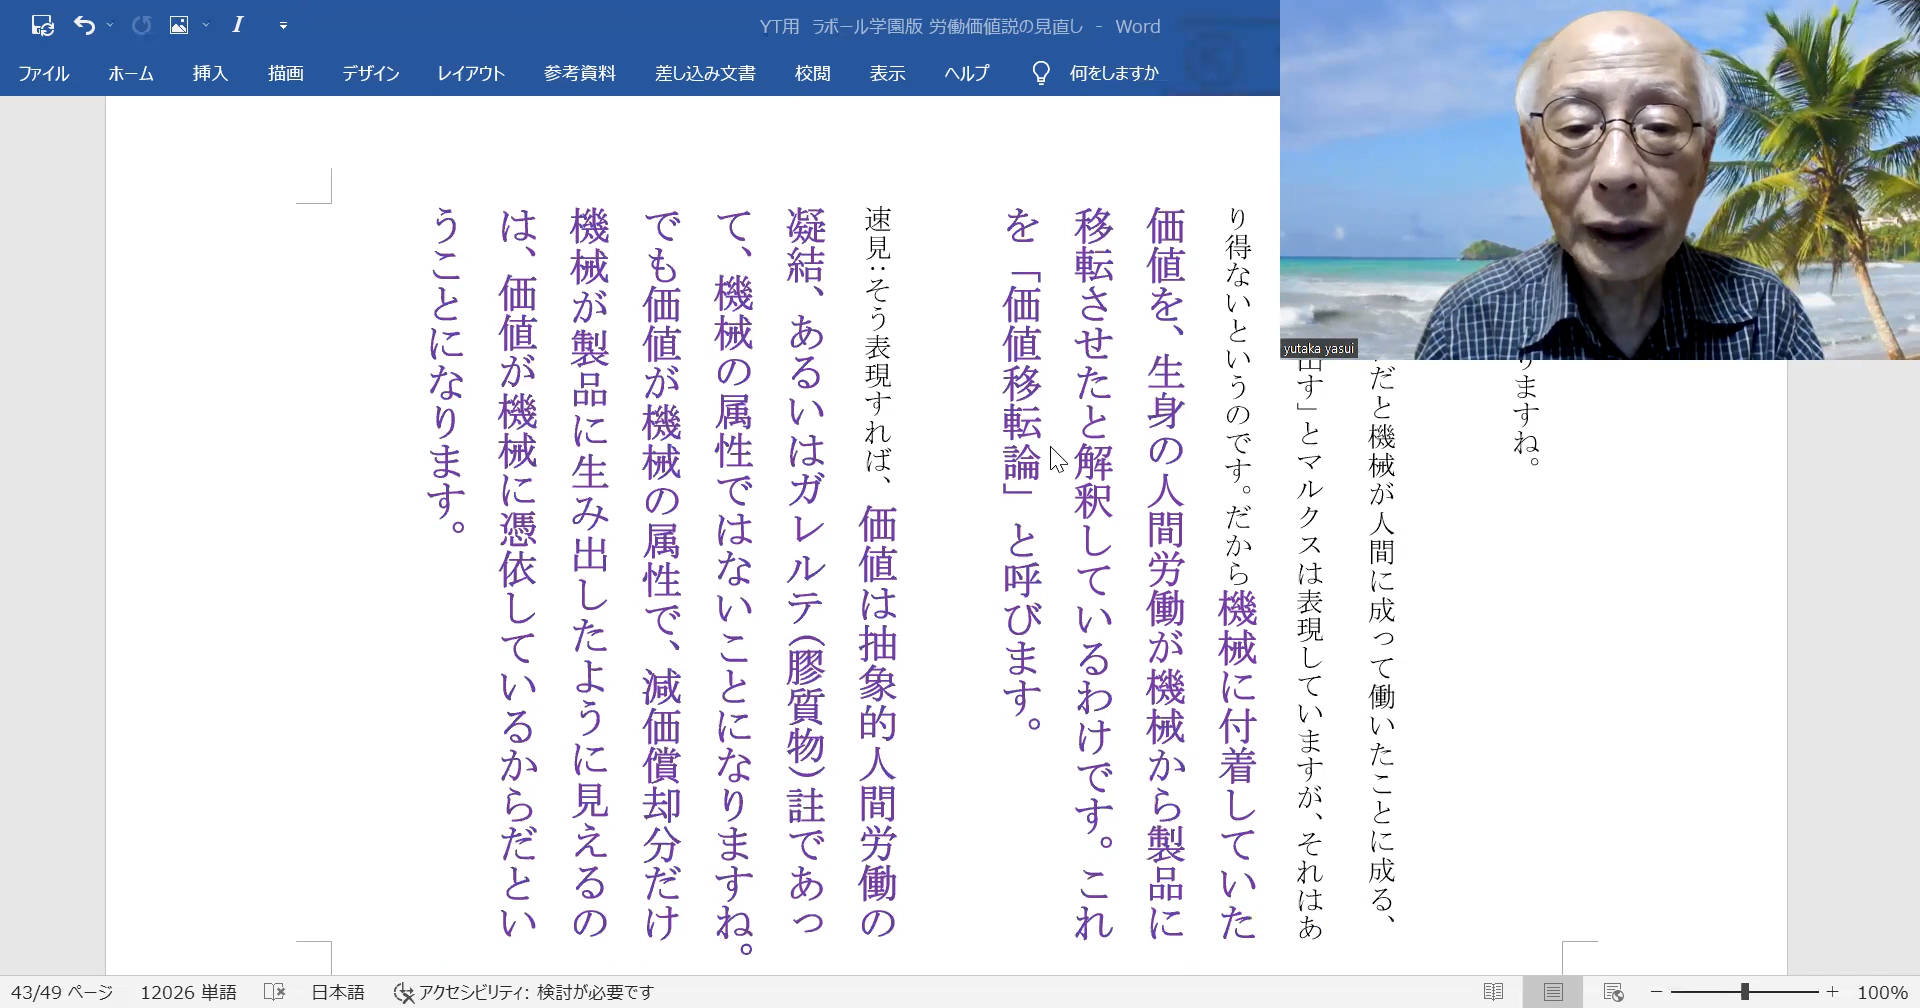 YT用 ラボール学園版 労働価値説の見直し - Word
ファイル ホーム 挿入 描画 デザイン レイアウト 参考資料 差し込み文書 校閲 表示 ヘルプ 何をしますか
yutaka yasui
りますね。
だと機械が人間に成って働いたことに成る、
出す」とマルクスは表現していますが、それはあ
り得ないというのです。だから機械に付着していた
価値を、生身の人間労働が機械から製品に
移転させたと解釈しているわけです。これ
を「価値移転論」と呼びます。
速見：そう表現すれば、価値は抽象的人間労働の
凝結、あるいはガレルテ（膠質物）註であっ
て、機械の属性ではないことになりますね。
でも価値が機械の属性で、減価償却分だけ
機械が製品に生み出したように見えるの
は、価値が機械に憑依しているからだとい
うことになります。
43/49 ページ 12026 単語 日本語 アクセシビリティ: 検討が必要です 100%